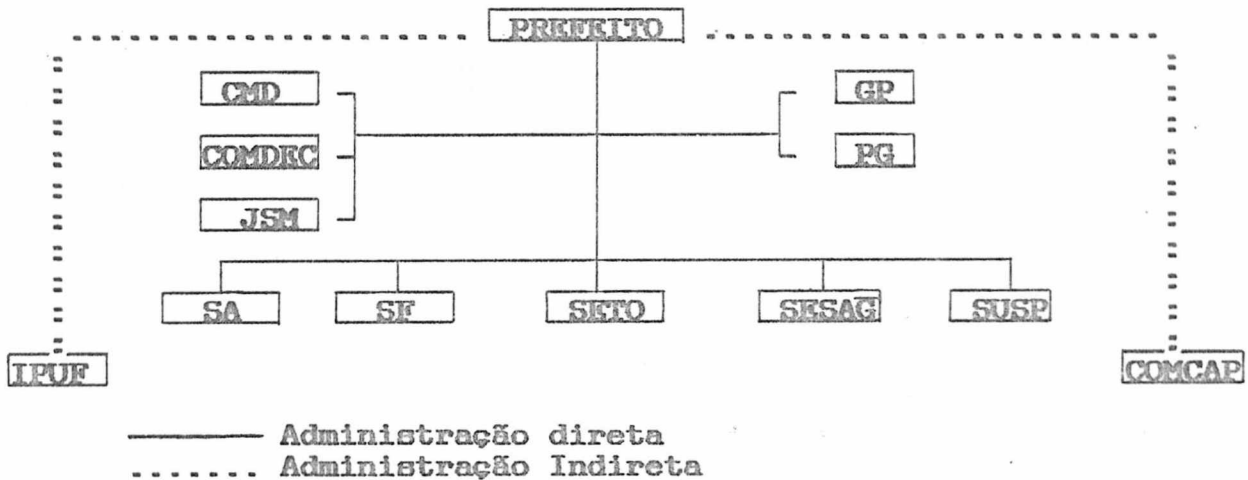 PREFEITO
CMD GP
COMDEC PG
JSM
SA SF SETO SESAG SUSP
IPUF COMCAP
Administração direta
Administração Indireta